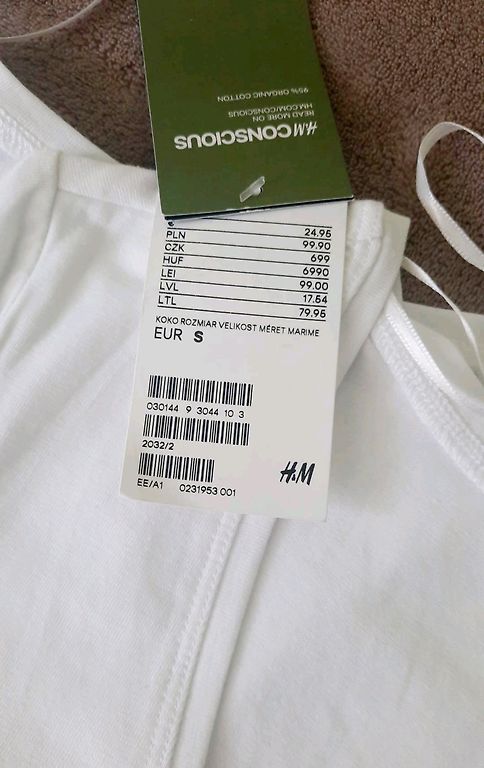 H&M CONSCIOUS
READ MORE ON
HM.COM/CONSCIOUS
95% ORGANIC COTTON
€ 24.95
PLN 99.90
CZK 699
HUF 6990
LEI 99.00
LVL 17.54
LTL 79.95
KOKO ROZMIAR VELIKOST MÉRET MARIME
EUR S
030144 9 3044 10 3
2032/2
EE/A1 0231953 001
H&M